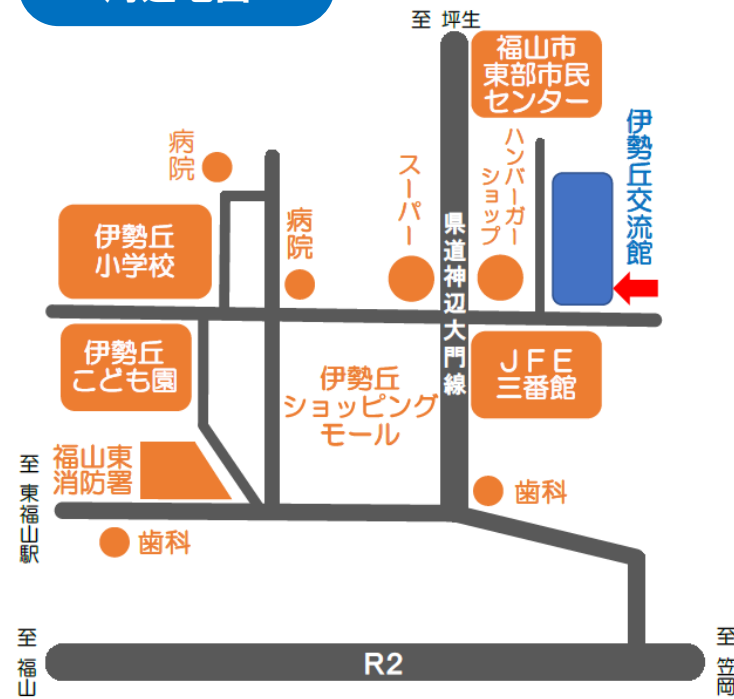 至 坪生
福山市
東部市民
センター
伊勢丘交流館
病院
ハンバーガー
ショップ
スーパー
病院
伊勢丘
小学校
県道神辺大門線
伊勢丘
こども園
伊勢丘
ショッピング
モール
JFE
三番館
福山東
消防署
至 東福山駅
歯科
歯科
至 福山
R2
至 笠岡